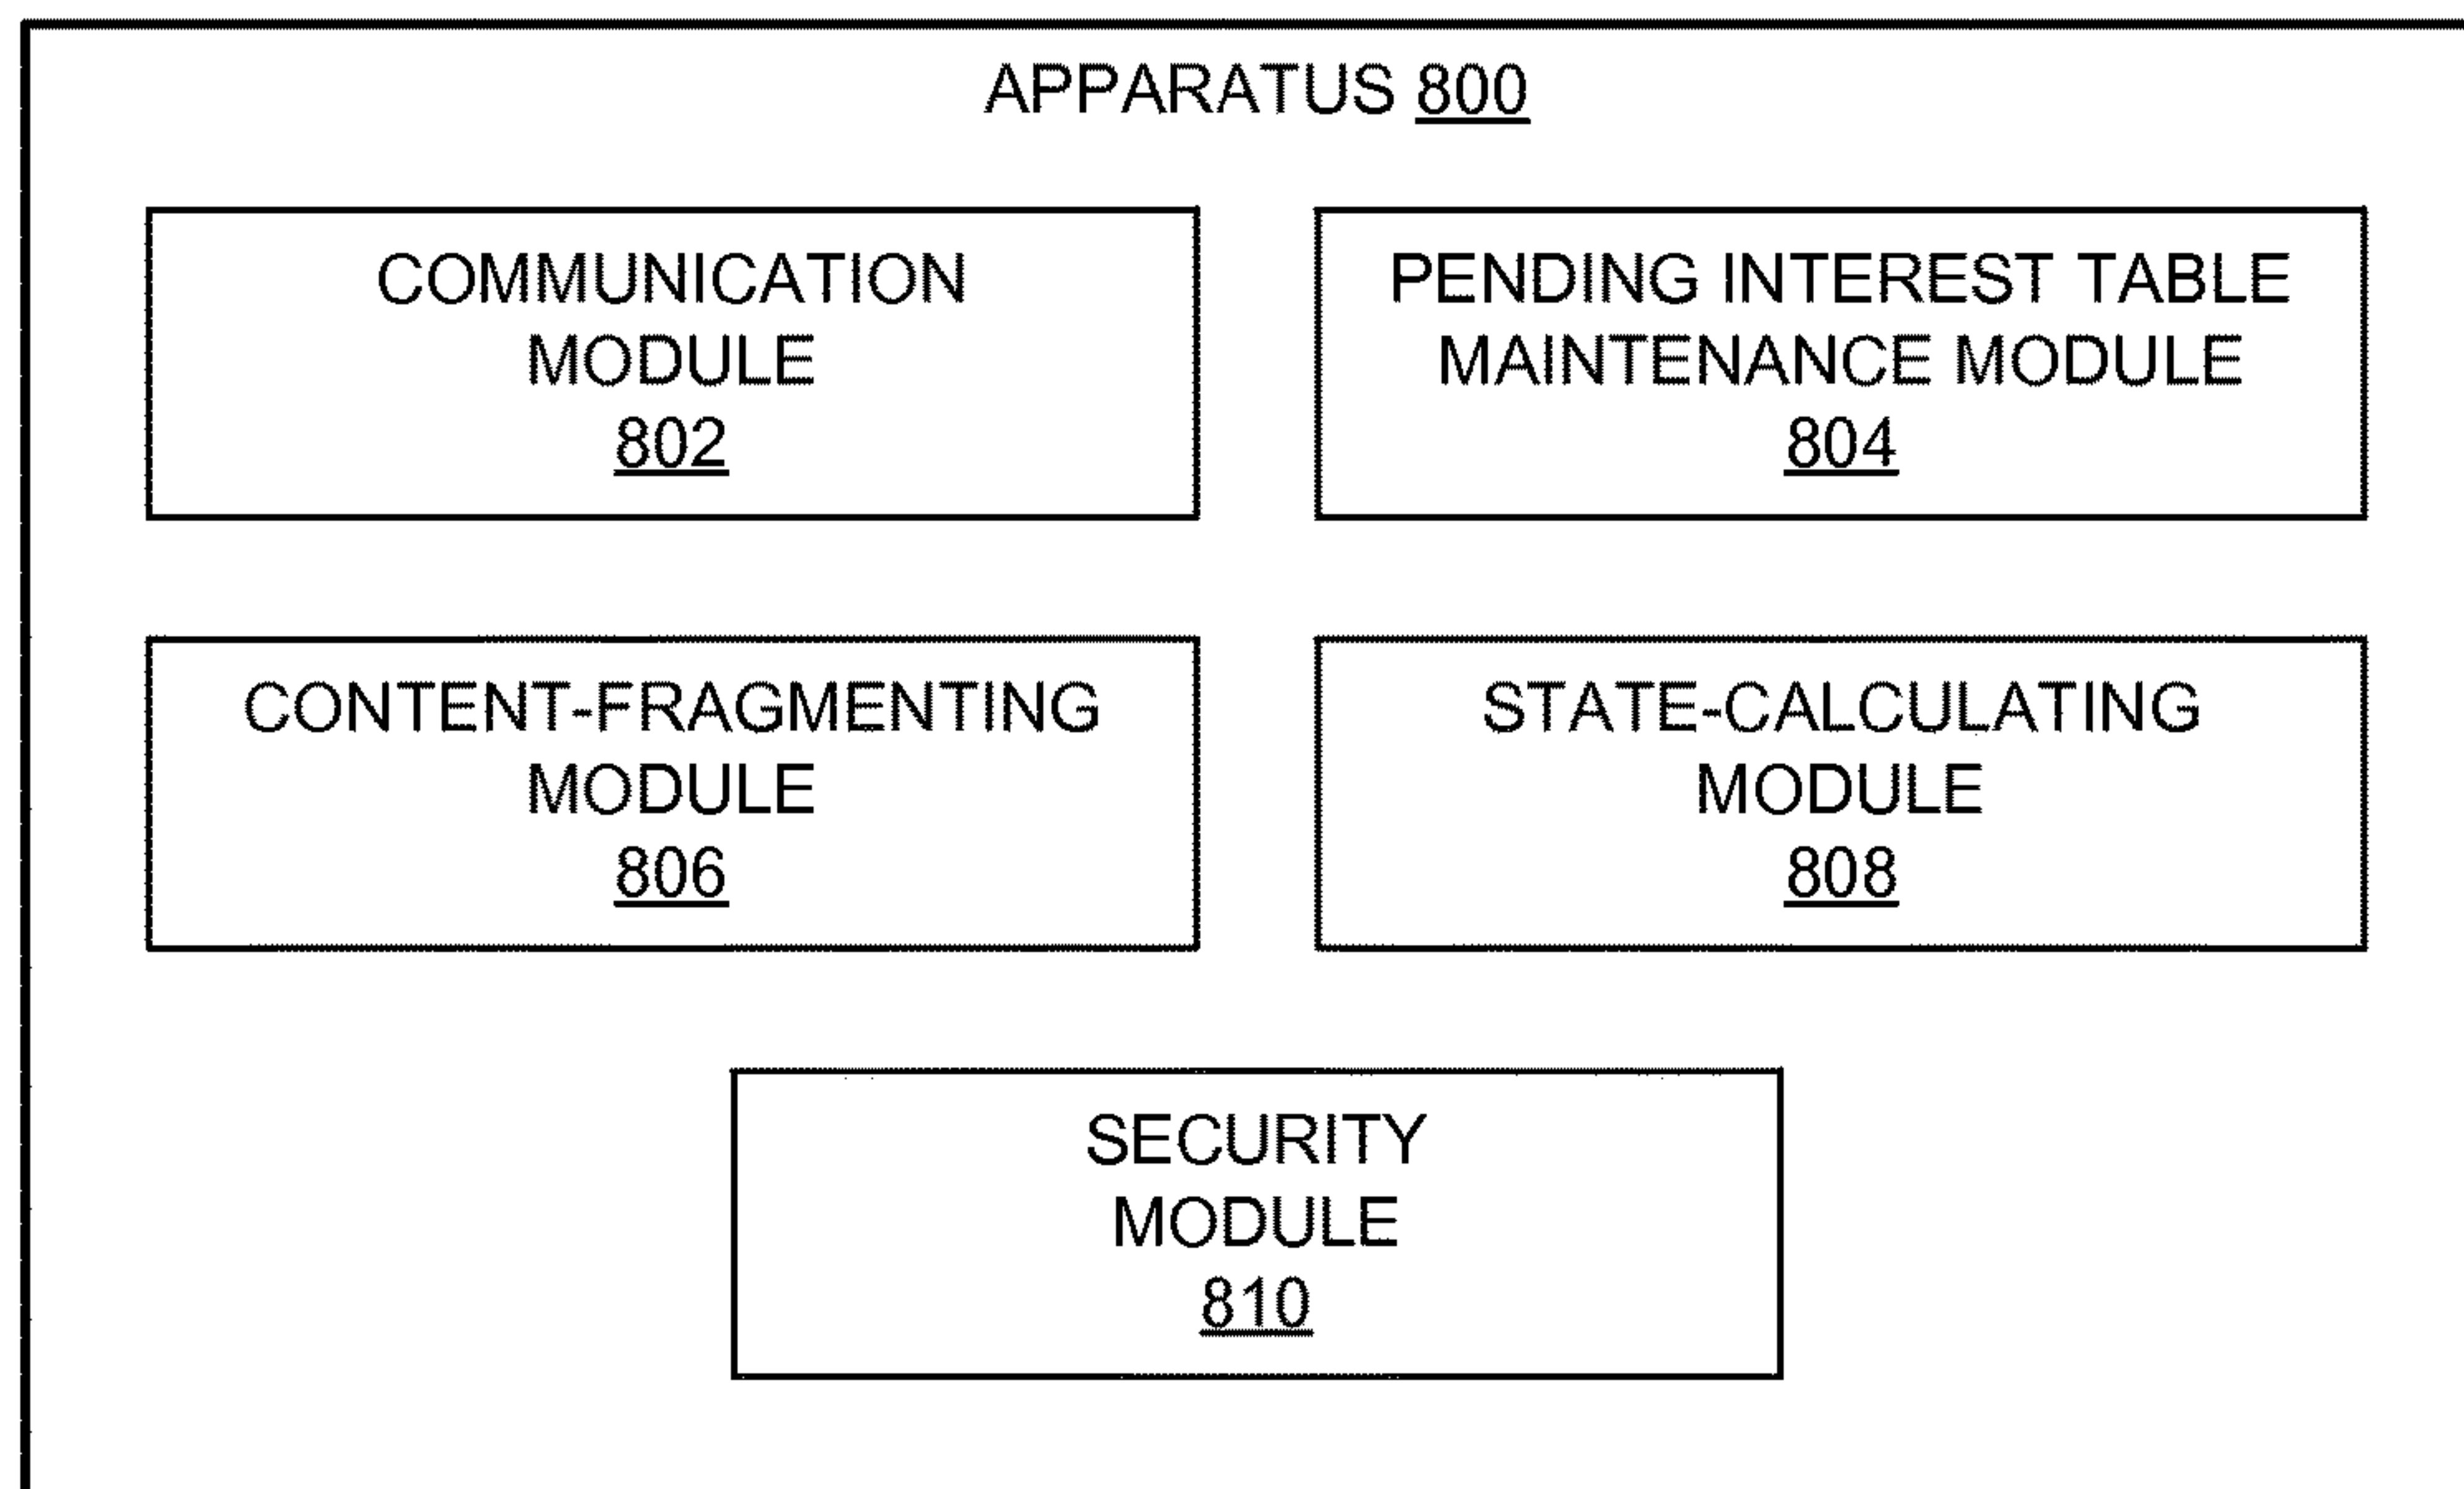 APPARATUS 800
COMMUNICATION
MODULE
802
PENDING INTEREST TABLE
MAINTENANCE MODULE
804
CONTENT-FRAGMENTING
MODULE
806
STATE-CALCULATING
MODULE
808
SECURITY
MODULE
810